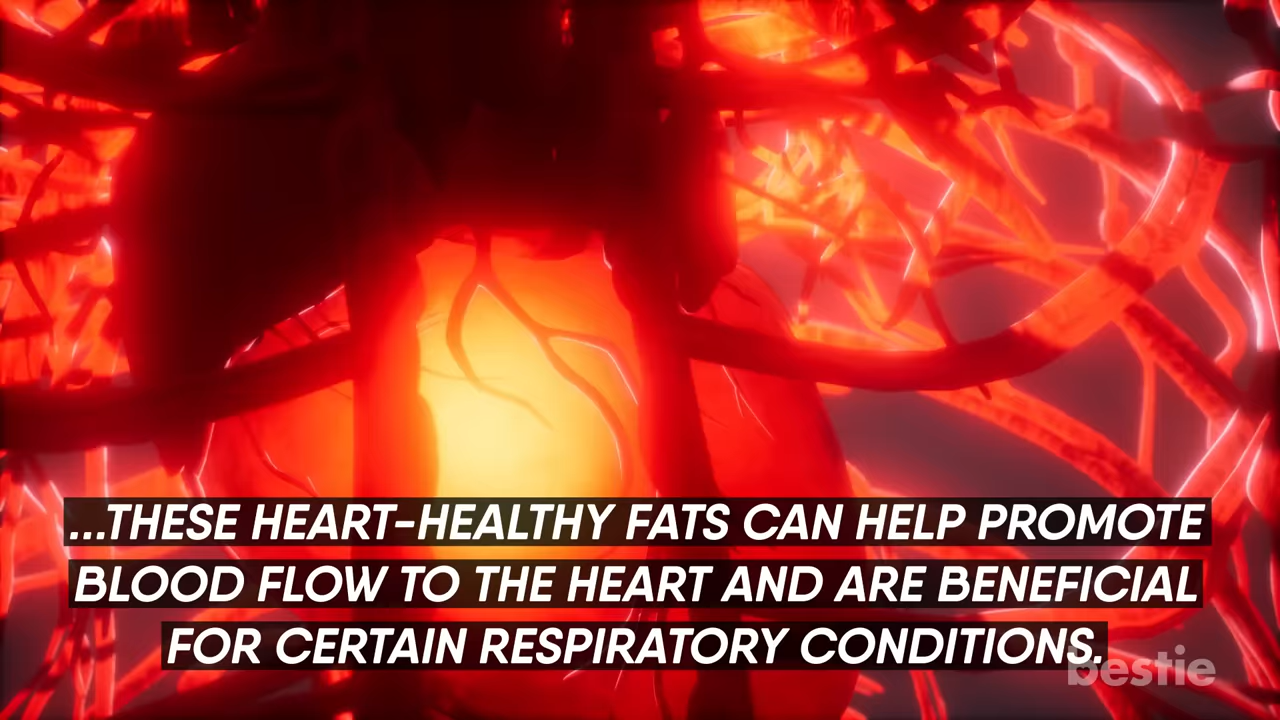 ...THESE HEART-HEALTHY FATS CAN HELP PROMOTE
BLOOD FLOW TO THE HEART AND ARE BENEFICIAL
FOR CERTAIN RESPIRATORY CONDITIONS.
bestie